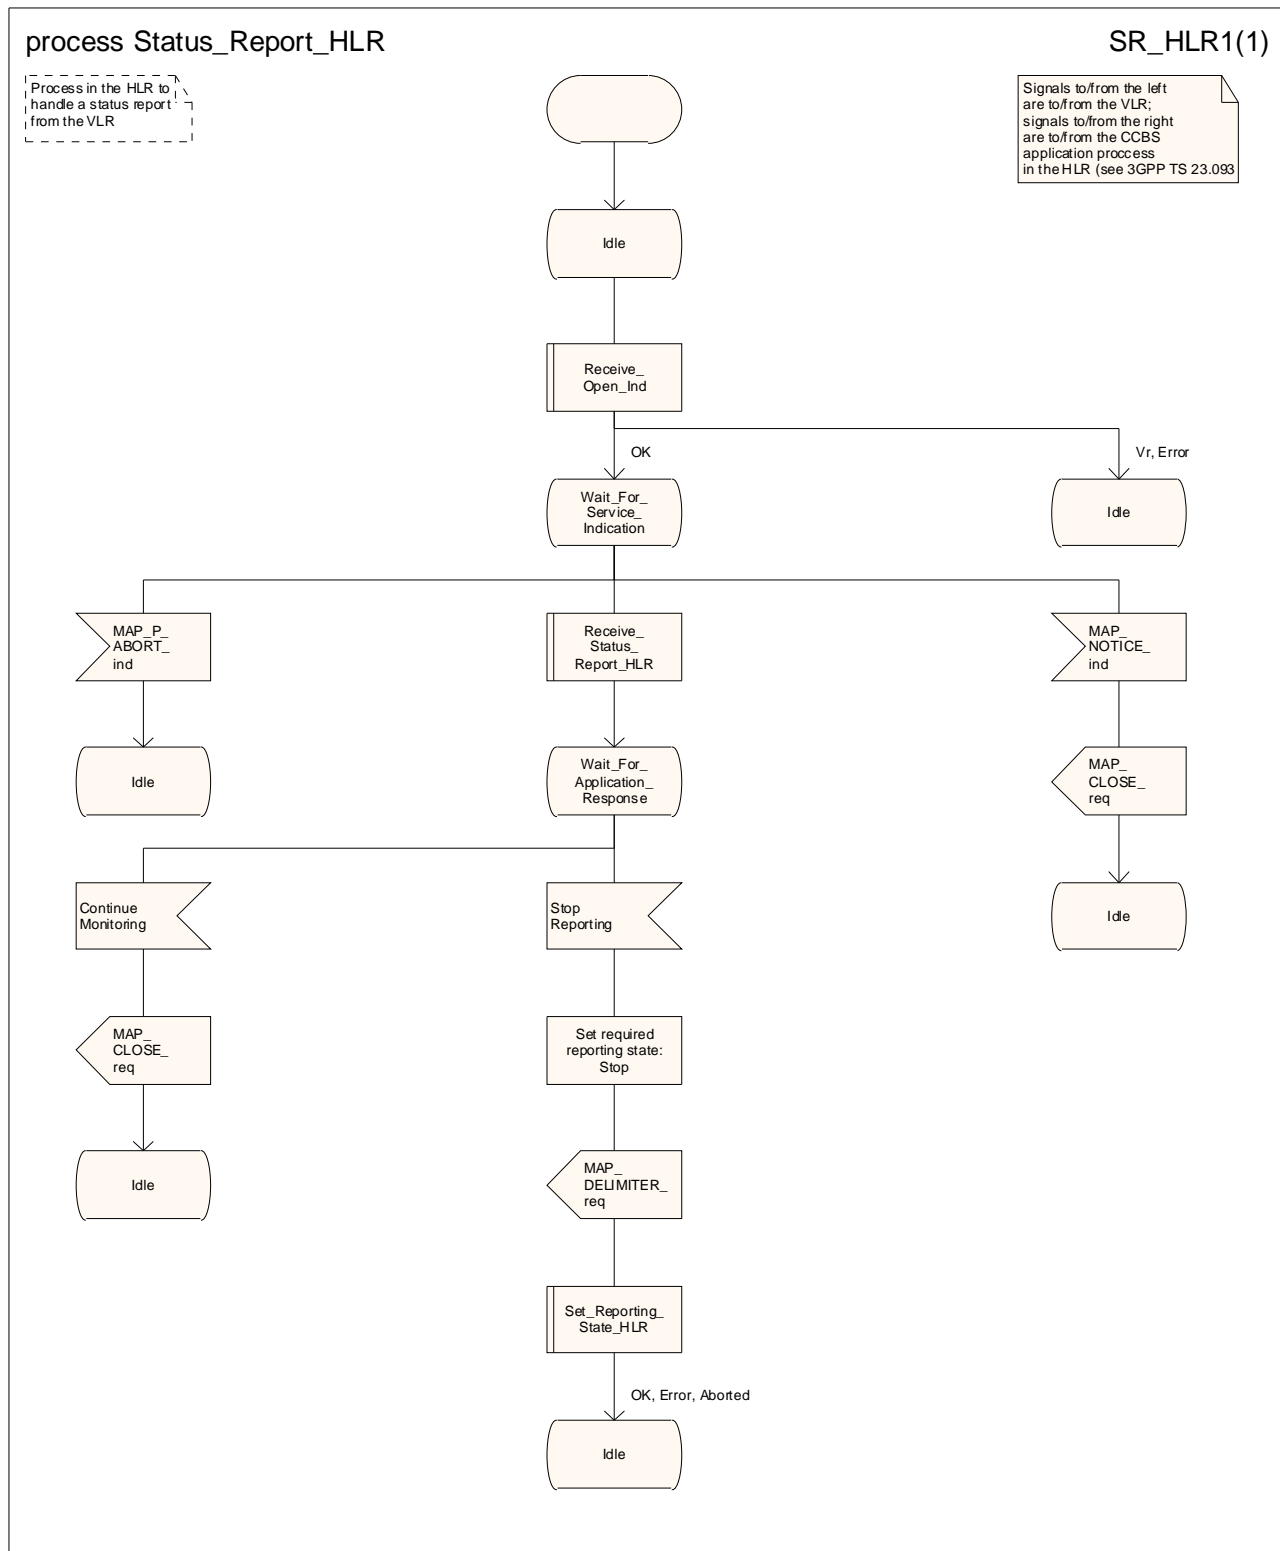 process Status_Report_HLR
SR_HLR1(1)
Process in the HLR to
handle a status report
from the VLR
Signals to/from the left
are to/from the VLR;
signals to/from the right
are to/from the CCBS
application proccess
in the HLR (see 3GPP TS 23.093
Idle
Receive_
Open_Ind
OK
Vr, Error
Wait_For_
Service_
Indication
Idle
MAP_P_
ABORT_
ind
Receive_
Status_
Report_HLR
MAP_
NOTICE_
ind
Idle
Wait_For_
Application_
Response
MAP_
CLOSE_
req
Continue
Monitoring
Stop
Reporting
Idle
MAP_
CLOSE_
req
Set required
reporting state:
Stop
Idle
MAP_
DELIMITER_
req
Set_Reporting_
State_HLR
OK, Error, Aborted
Idle